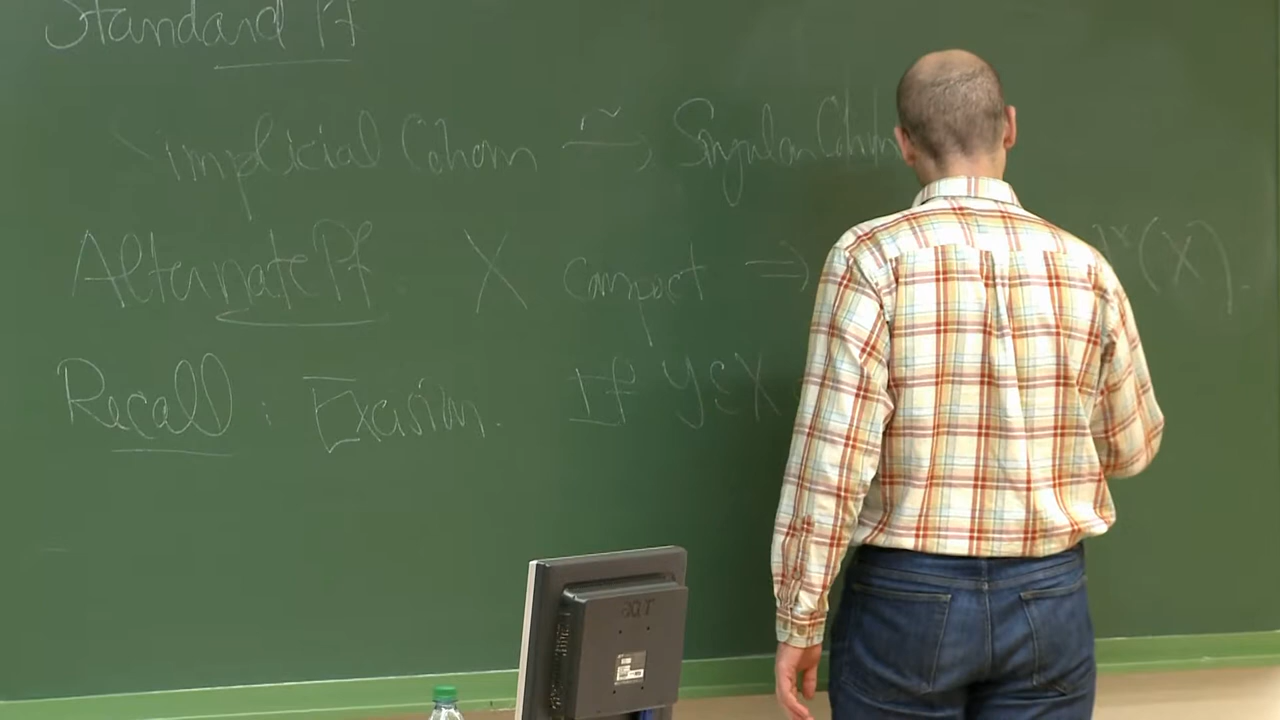 Standard Pf
Simplicial Cohom ~→ Singular Cohom
Alternate Pf. X compact ⇒ (X).
Recall : Excision. If Y ⊆ X